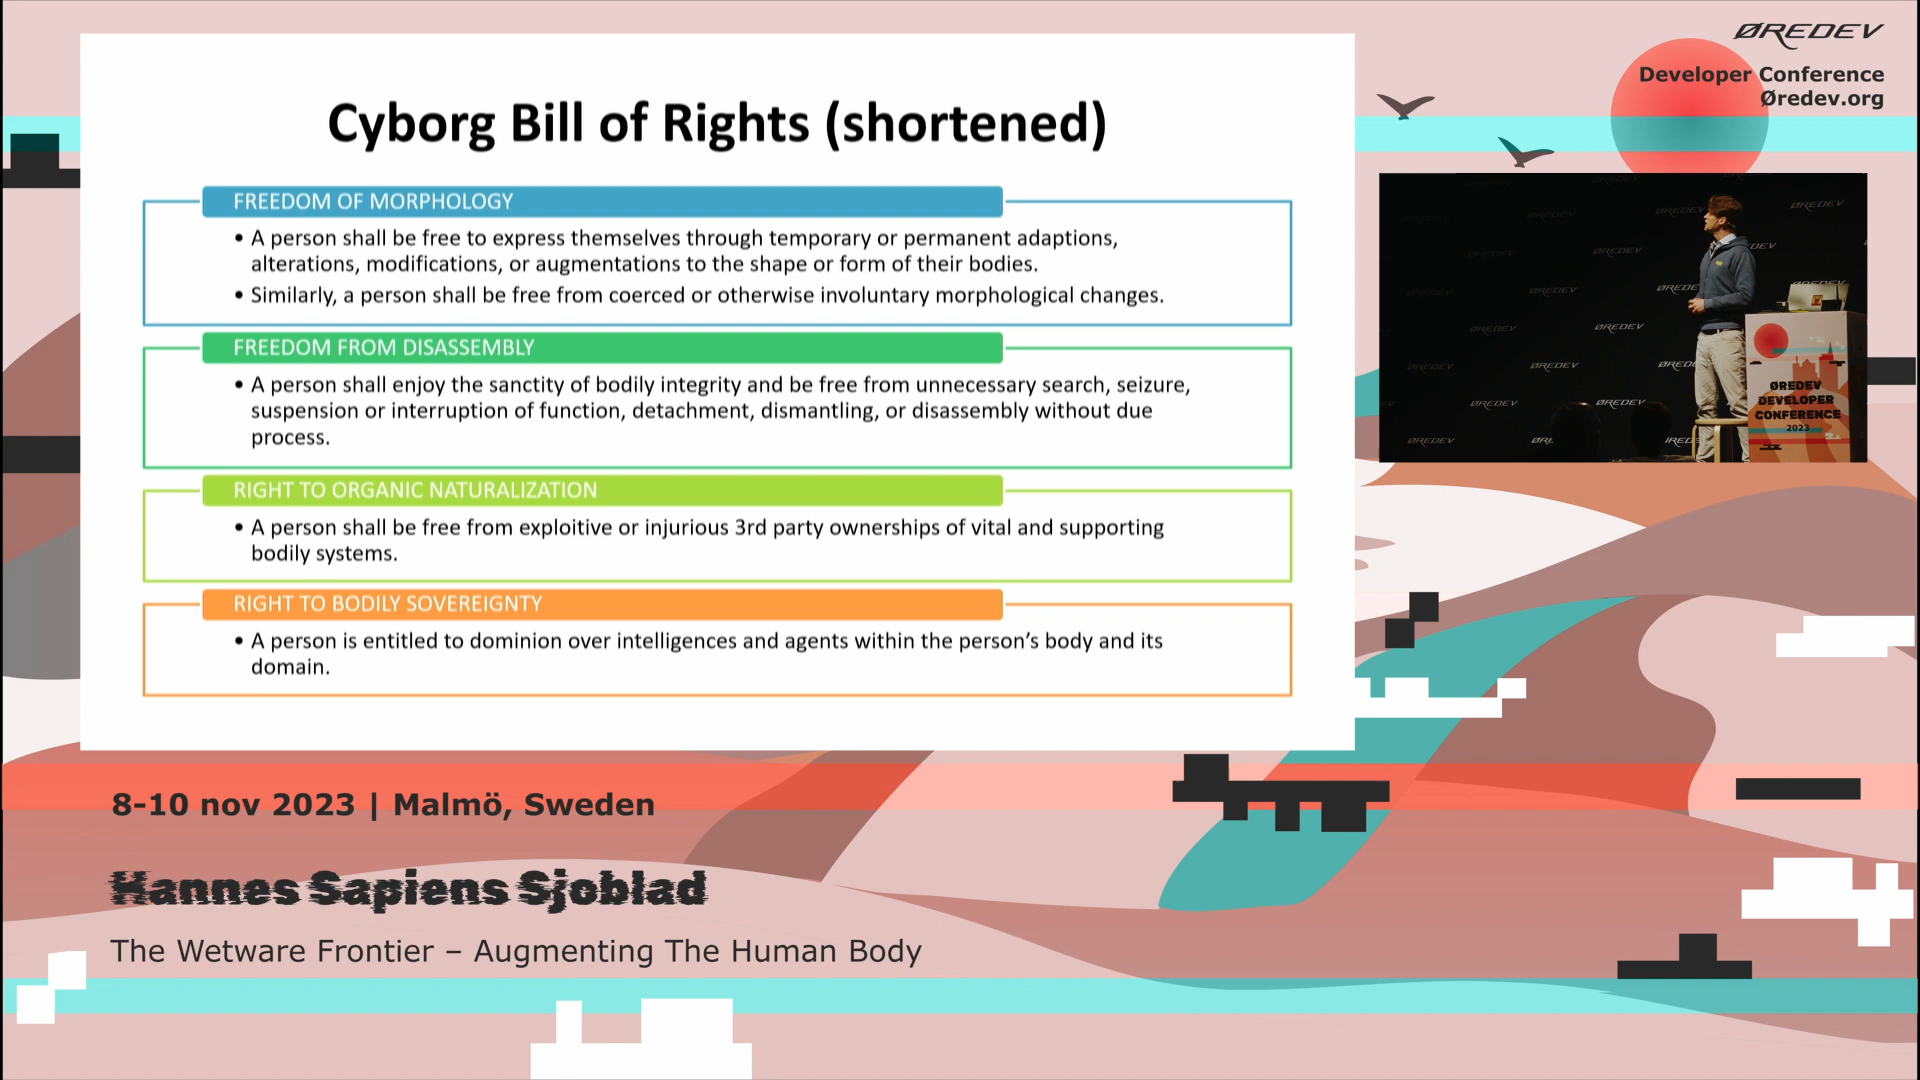 ØREDEV
Developer Conference
Øredev.org
Cyborg Bill of Rights (shortened)
FREEDOM OF MORPHOLOGY
• A person shall be free to express themselves through temporary or permanent adaptions,
alterations, modifications, or augmentations to the shape or form of their bodies.
• Similarly, a person shall be free from coerced or otherwise involuntary morphological changes.
FREEDOM FROM DISASSEMBLY
• A person shall enjoy the sanctity of bodily integrity and be free from unnecessary search, seizure,
suspension or interruption of function, detachment, dismantling, or disassembly without due
process.
RIGHT TO ORGANIC NATURALIZATION
• A person shall be free from exploitive or injurious 3rd party ownerships of vital and supporting
bodily systems.
RIGHT TO BODILY SOVEREIGNTY
• A person is entitled to dominion over intelligences and agents within the person's body and its
domain.
ØREDEV
DEVELOPER
CONFERENCE
2023
8-10 nov 2023 | Malmö, Sweden
Hannes Sapiens Sjoblad
The Wetware Frontier – Augmenting The Human Body